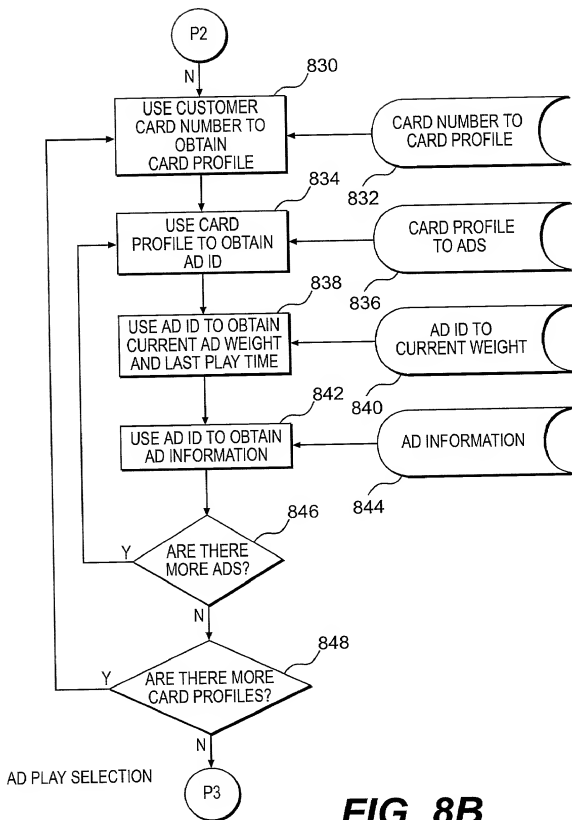 P2
N
830
USE CUSTOMER
CARD NUMBER TO
OBTAIN
CARD PROFILE
CARD NUMBER TO
CARD PROFILE
832
834
USE CARD
PROFILE TO OBTAIN
AD ID
CARD PROFILE
TO ADS
836
838
USE AD ID TO OBTAIN
CURRENT AD WEIGHT
AND LAST PLAY TIME
AD ID TO
CURRENT WEIGHT
840
842
USE AD ID TO OBTAIN
AD INFORMATION
AD INFORMATION
844
846
ARE THERE
MORE ADS?
Y
N
848
ARE THERE MORE
CARD PROFILES?
Y
N
AD PLAY SELECTION
P3
FIG. 8B